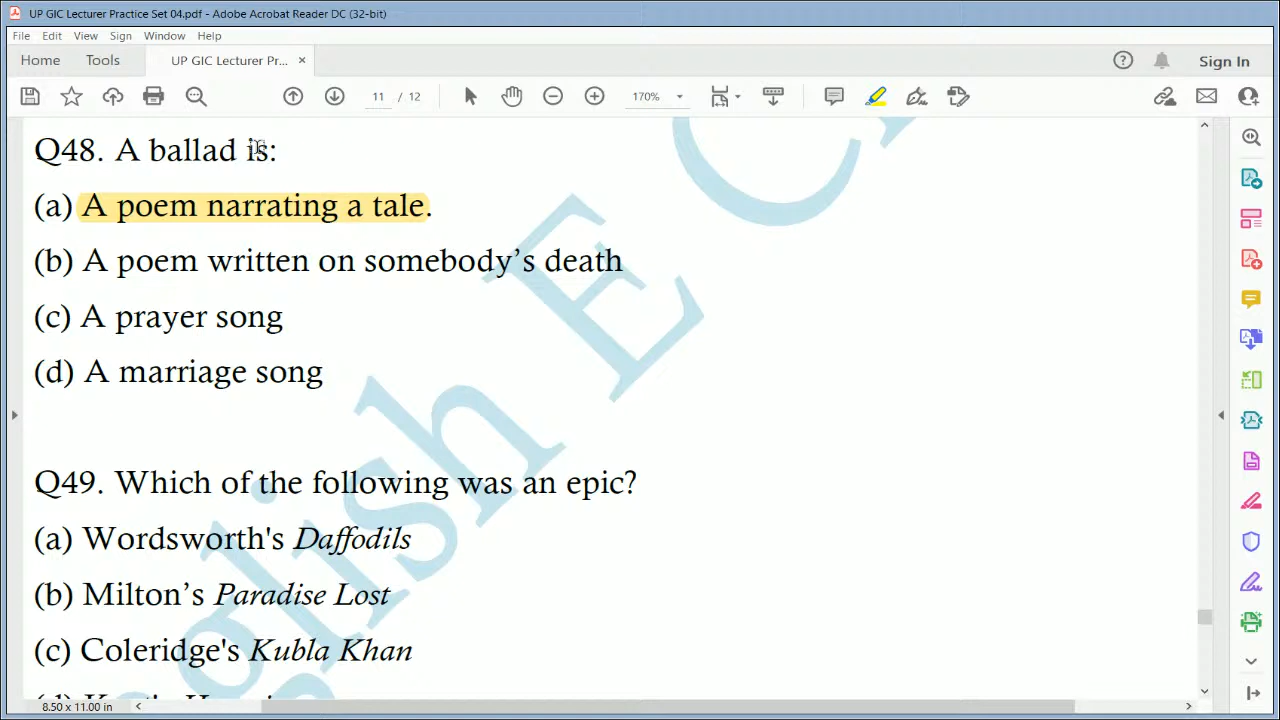 UP GIC Lecturer Practice Set 04.pdf - Adobe Acrobat Reader DC (32-bit)
File Edit View Sign Window Help
Home Tools UP GIC Lecturer Pr... × Sign In
11 / 12 170%
Q48. A ballad is:
(a) A poem narrating a tale.
(b) A poem written on somebody’s death
(c) A prayer song
(d) A marriage song
Q49. Which of the following was an epic?
(a) Wordsworth's Daffodils
(b) Milton’s Paradise Lost
(c) Coleridge's Kubla Khan
8.50 x 11.00 in